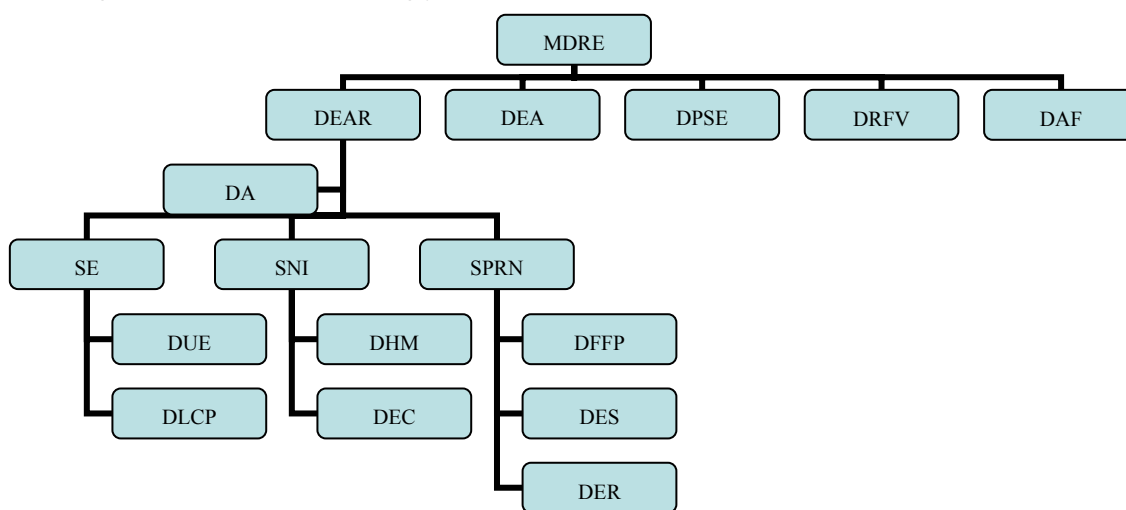 MDRE
DEAR
DEA
DPSE
DRFV
DAF
DA
SE
SNI
SPRN
DUE
DHM
DFFP
DLCP
DEC
DES
DER